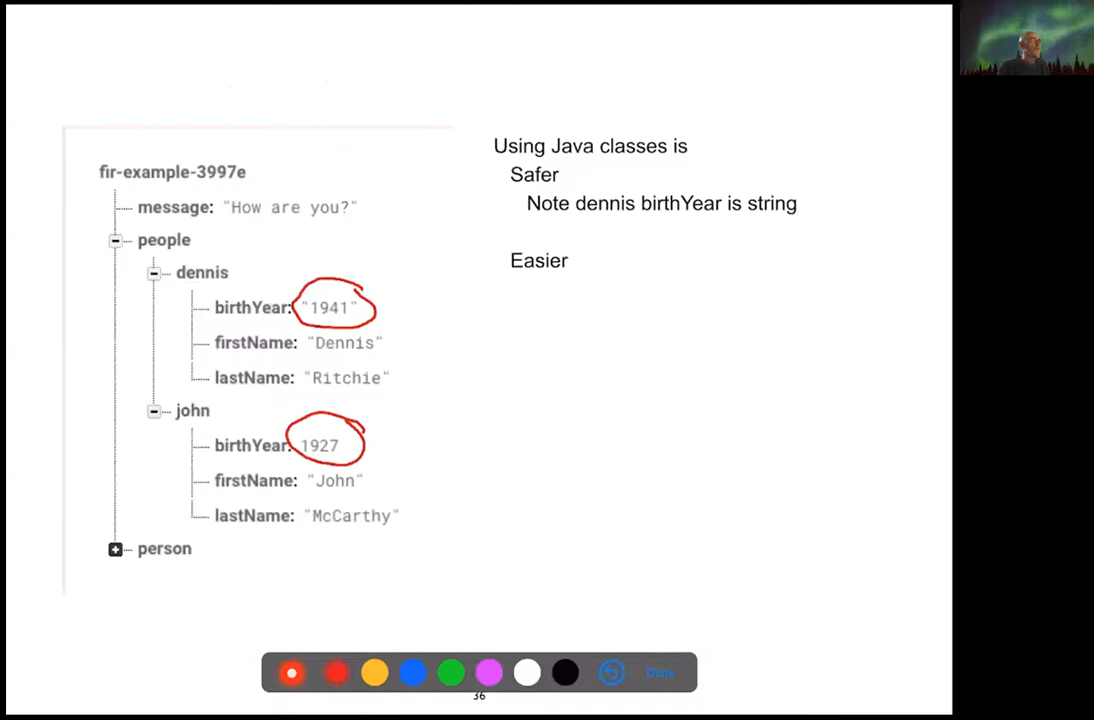 fir-example-3997e
message: "How are you?"
people
dennis
birthYear: "1941"
firstName: "Dennis"
lastName: "Ritchie"
john
birthYear: 1927
firstName: "John"
lastName: "McCarthy"
person
Using Java classes is
Safer
Note dennis birthYear is string
Easier
Done
36